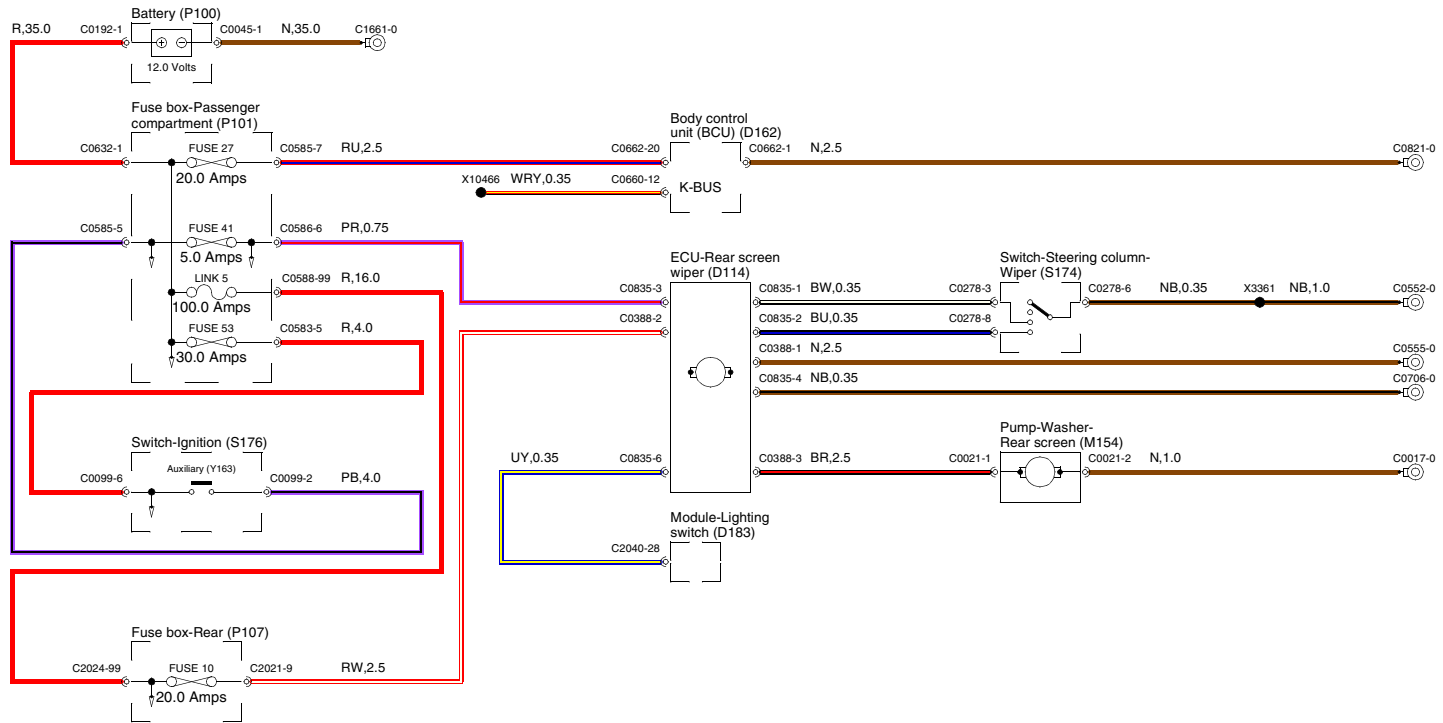 Battery (P100)
R,35.0 C0192-1 C0045-1 N,35.0 C1661-0
12.0 Volts
Fuse box-Passenger
compartment (P101)
C0632-1 FUSE 27 C0585-7 RU,2.5
20.0 Amps
Body control
unit (BCU) (D162)
C0662-20 C0662-1 N,2.5 C0821-0
X10466 WRY,0.35 C0660-12 K-BUS
C0585-5 FUSE 41 C0586-6 PR,0.75
5.0 Amps
LINK 5 C0588-99 R,16.0
100.0 Amps
FUSE 53 C0583-5 R,4.0
30.0 Amps
ECU-Rear screen
wiper (D114)
Switch-Steering column-
Wiper (S174)
C0835-3 C0835-1 BW,0.35 C0278-3 C0278-6 NB,0.35 X3361 NB,1.0 C0552-0
C0388-2 C0835-2 BU,0.35 C0278-8
C0388-1 N,2.5 C0555-0
C0835-4 NB,0.35 C0706-0
Switch-Ignition (S176)
Auxiliary (Y163)
C0099-6 C0099-2 PB,4.0
Pump-Washer-
Rear screen (M154)
UY,0.35 C0835-6 C0388-3 BR,2.5 C0021-1 C0021-2 N,1.0 C0017-0
Module-Lighting
switch (D183)
C2040-28
Fuse box-Rear (P107)
C2024-99 FUSE 10 C2021-9 RW,2.5
20.0 Amps